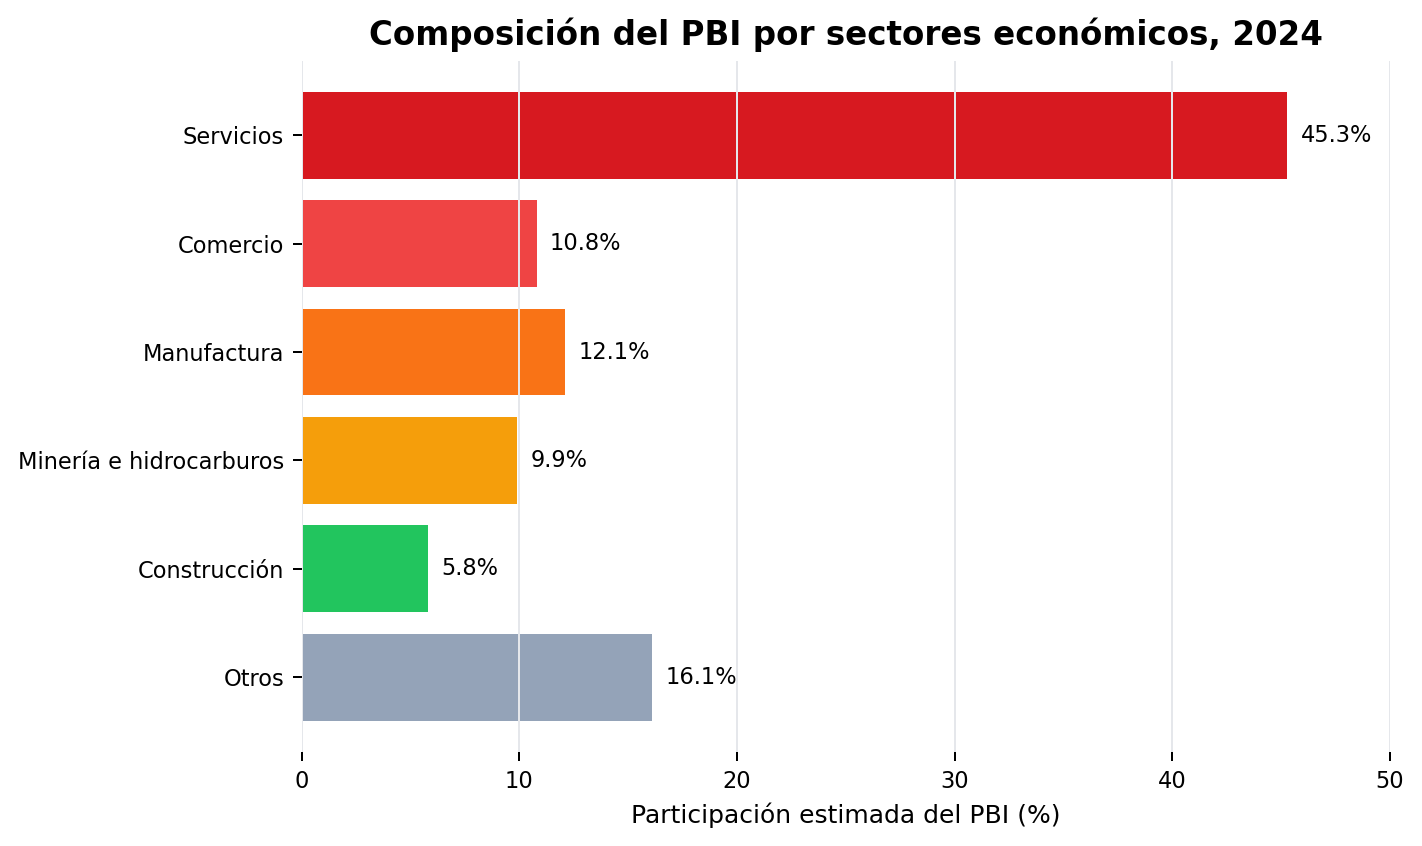 Composición del PBI por sectores económicos, 2024
Servicios
45.3%
Comercio
10.8%
Manufactura
12.1%
Minería e hidrocarburos
9.9%
Construcción
5.8%
Otros
16.1%
0 10 20 30 40 50
Participación estimada del PBI (%)